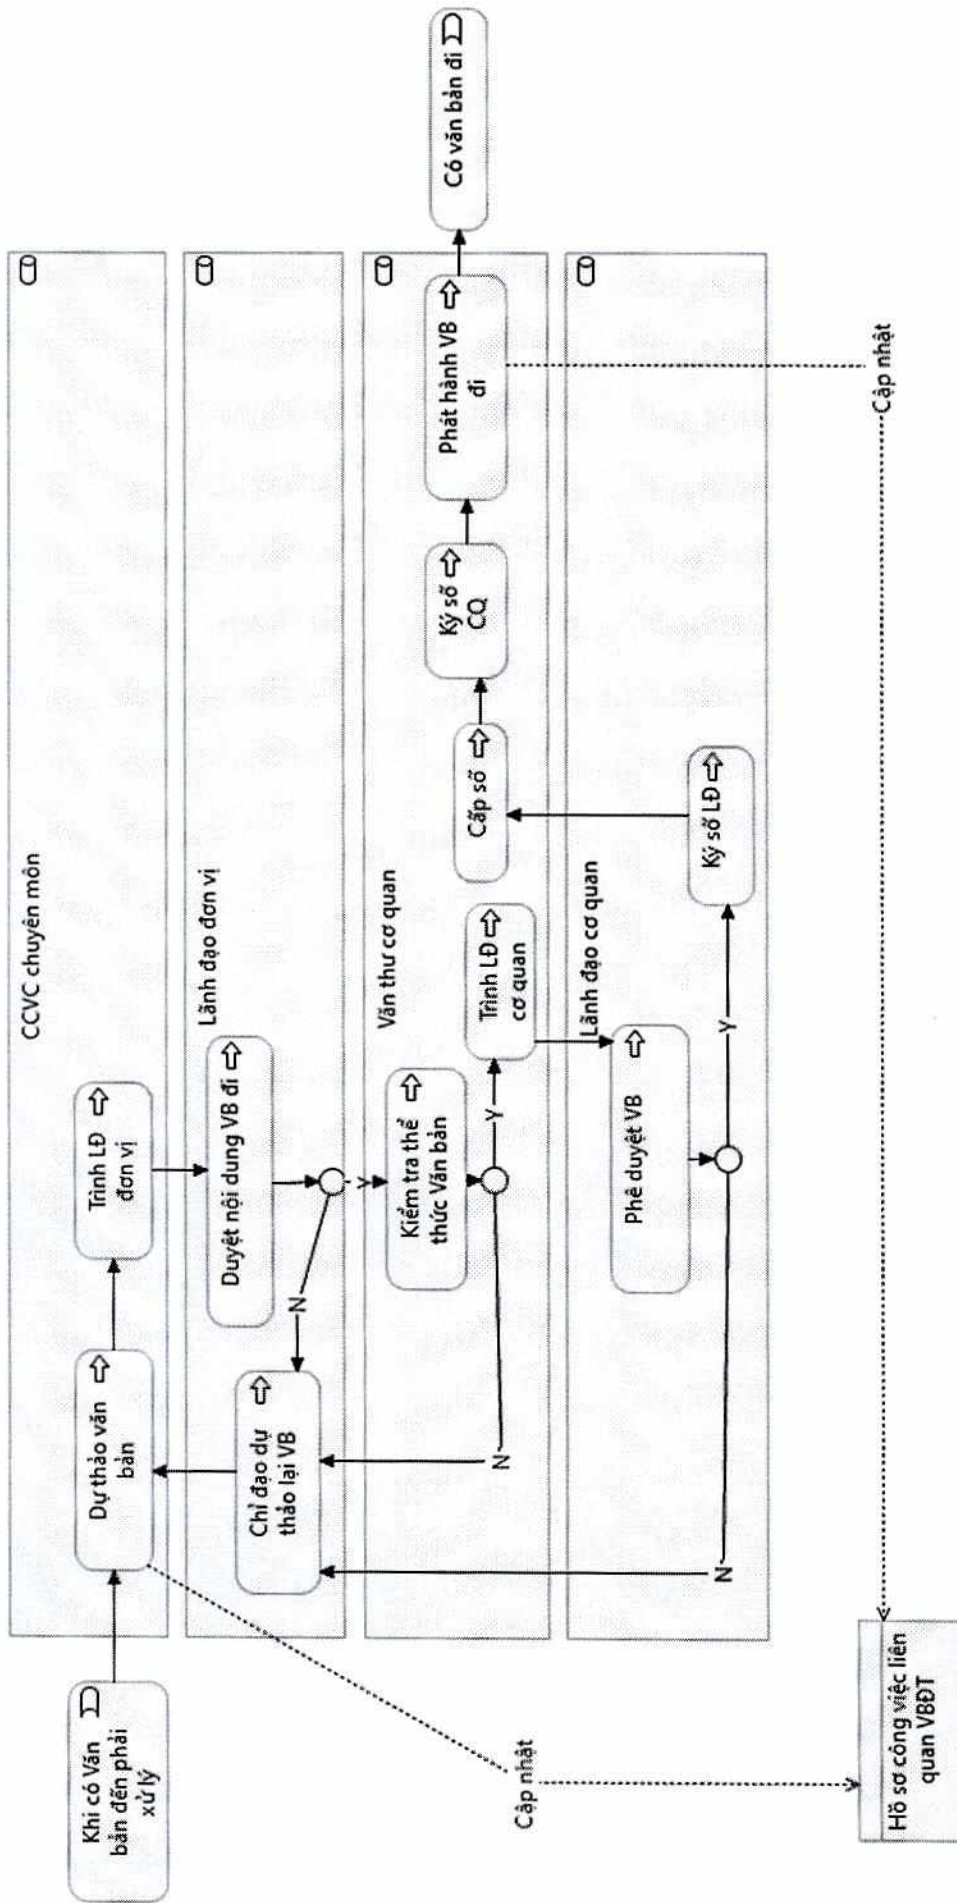 Khi có Văn
bản đến phải
xử lý
CCVC chuyên môn
Dự thảo văn
bản
Trình LĐ
đơn vị
Lãnh đạo đơn vị
Duyệt nội dung VB đi
Chỉ đạo dự
thảo lại VB
N
Y
Văn thư cơ quan
Kiểm tra thể
thức Văn bản
Y
N
Trình LĐ
cơ quan
Cấp số
Ký số
CQ
Phát hành VB
đi
Có văn bản đi
Lãnh đạo cơ quan
Phê duyệt VB
Y
N
Ký số LĐ
Cập nhật
Cập nhật
Hồ sơ công việc liên
quan VBĐT